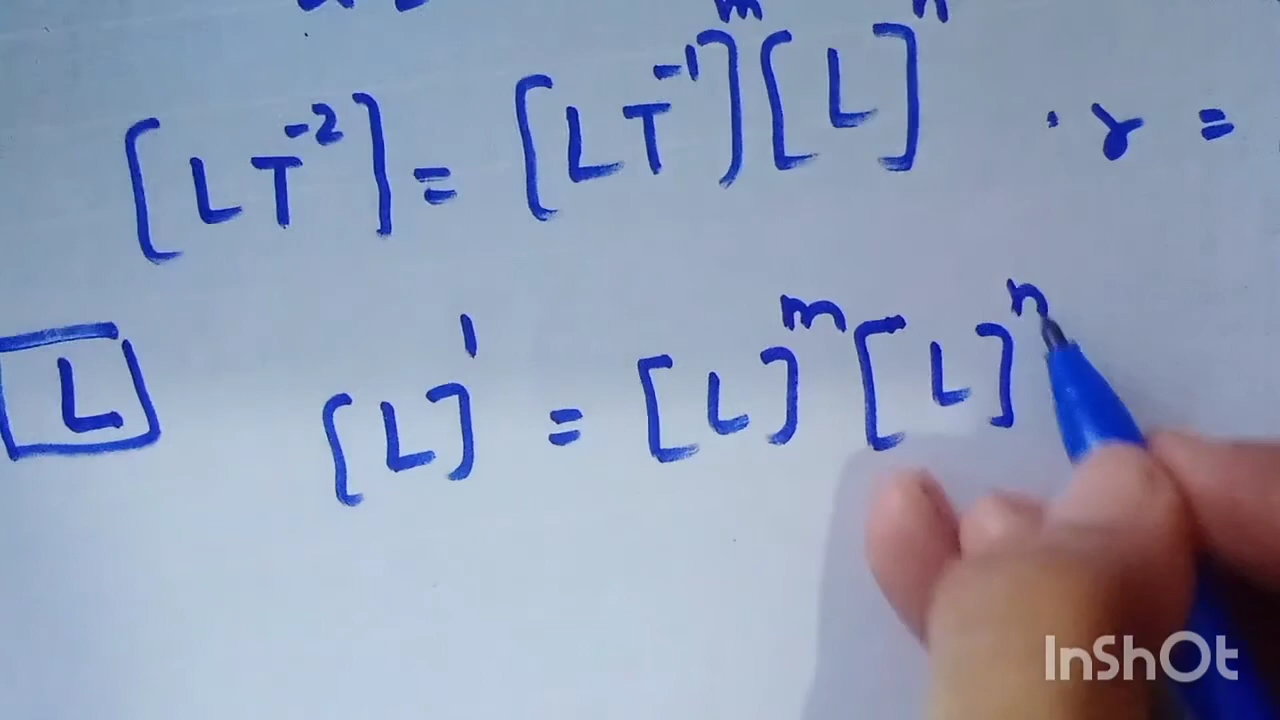 [LT⁻²] = [LT⁻¹]ᵐ [L]ⁿ · r =
L [L]¹ = [L]ᵐ [L]ⁿ
InShOt